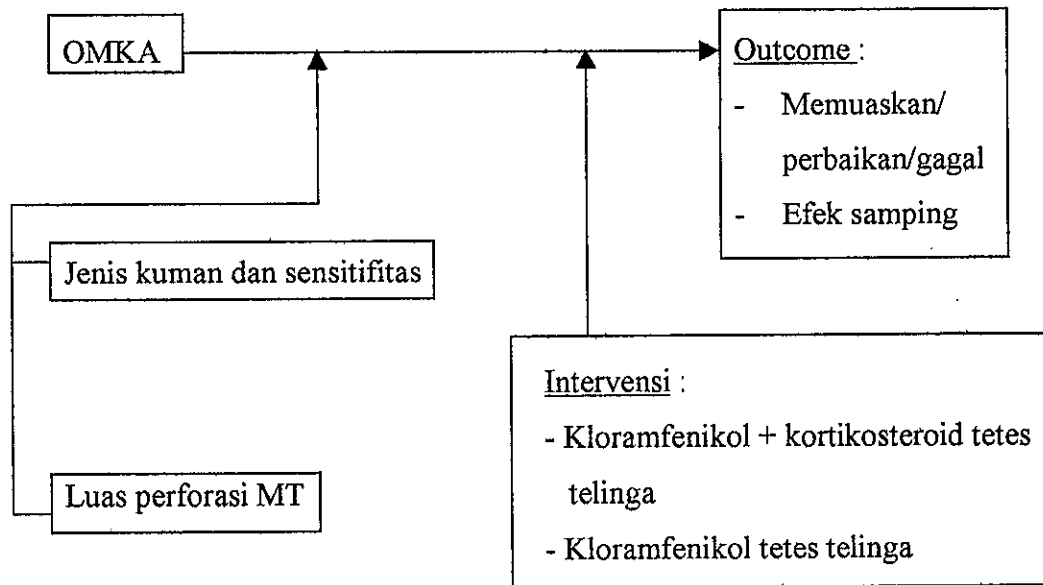 OMKA
Outcome :
- Memuaskan/
perbaikan/gagal
- Efek samping
Jenis kuman dan sensitifitas
Intervensi :
- Kloramfenikol + kortikosteroid tetes
telinga
- Kloramfenikol tetes telinga
Luas perforasi MT